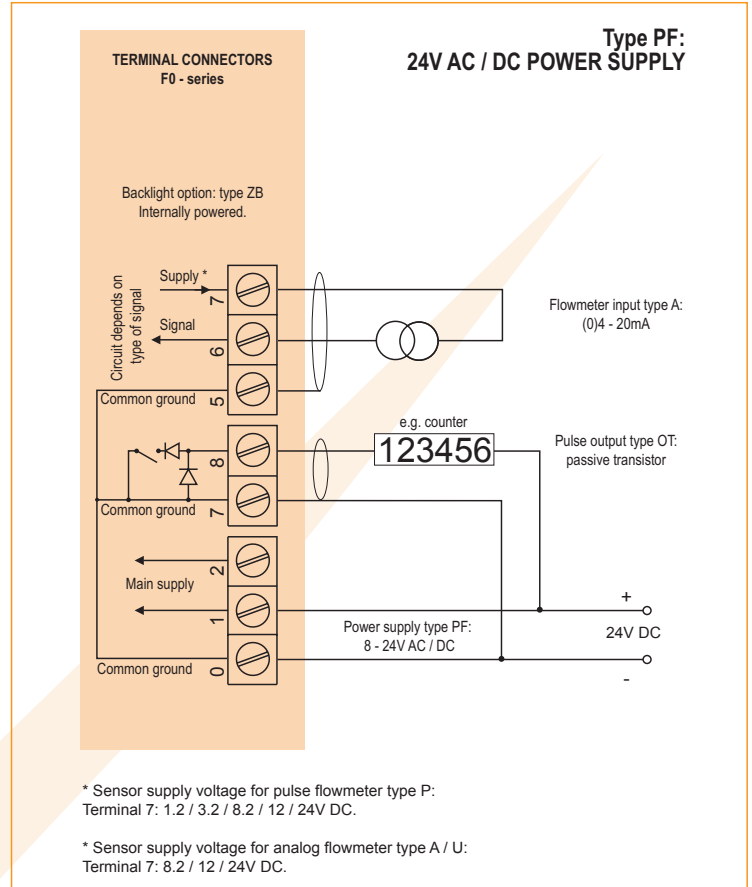 Type PF:
24V AC / DC POWER SUPPLY
TERMINAL CONNECTORS
F0 - series
Backlight option: type ZB
Internally powered.
Circuit depends on
type of signal
Supply *
7
Signal
6
Common ground
5
Flowmeter input type A:
(0)4 - 20mA
8
e.g. counter
123456
Pulse output type OT:
passive transistor
Common ground
7
2
Main supply
1
Power supply type PF:
8 - 24V AC / DC
+
24V DC
-
Common ground
0
* Sensor supply voltage for pulse flowmeter type P:
Terminal 7: 1.2 / 3.2 / 8.2 / 12 / 24V DC.
* Sensor supply voltage for analog flowmeter type A / U:
Terminal 7: 8.2 / 12 / 24V DC.